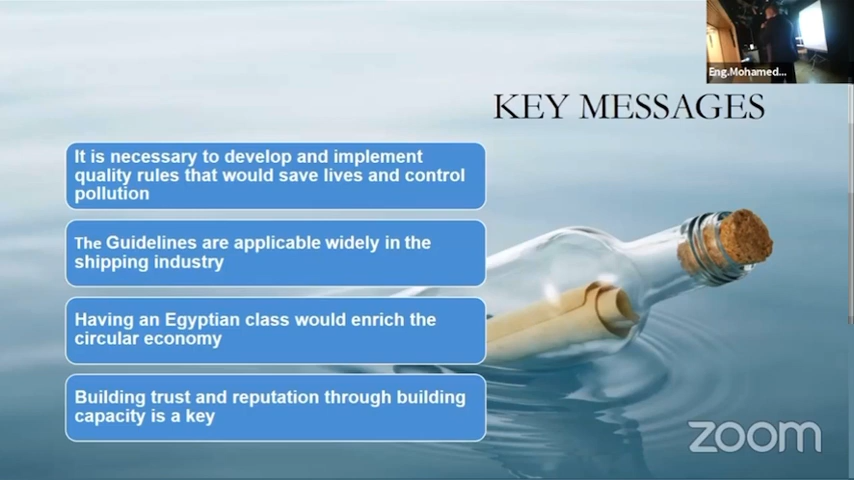 Eng.Mohamed...
KEY MESSAGES
It is necessary to develop and implement
quality rules that would save lives and control
pollution
The Guidelines are applicable widely in the
shipping industry
Having an Egyptian class would enrich the
circular economy
Building trust and reputation through building
capacity is a key
zoom